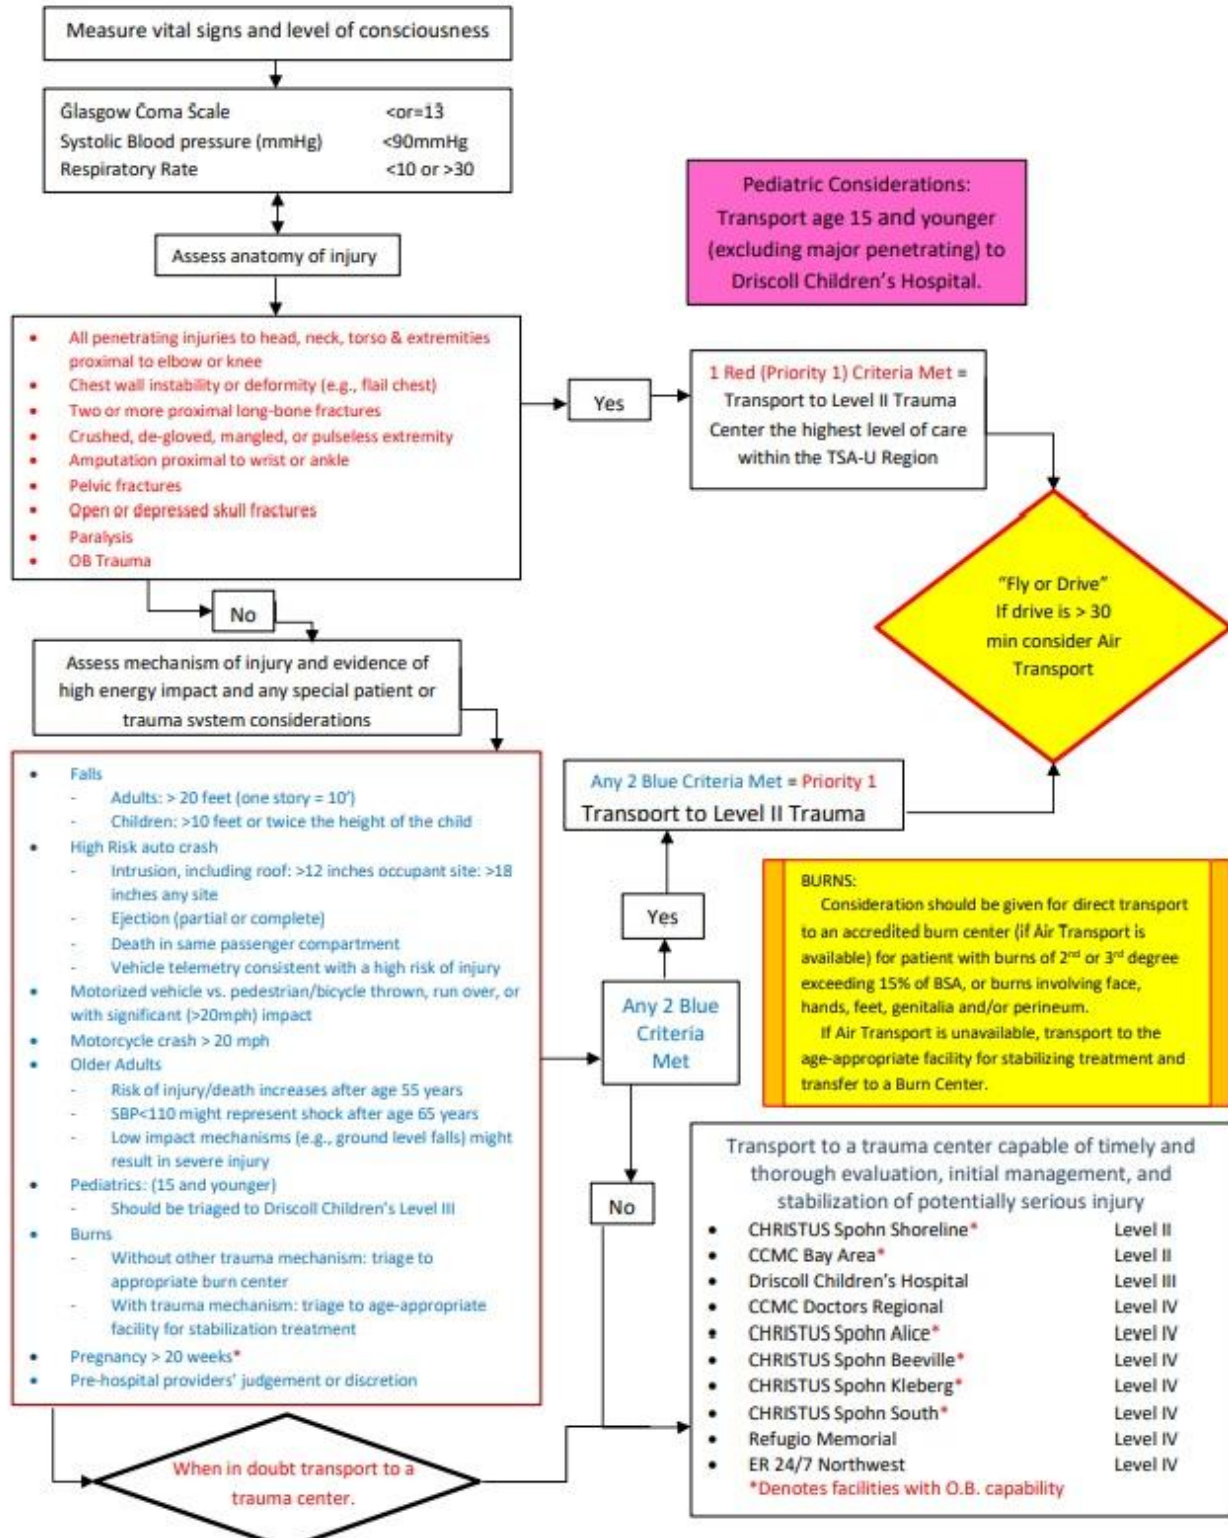 Measure vital signs and level of consciousness
Glasgow Coma Scale <or=13
Systolic Blood pressure (mmHg) <90mmHg
Respiratory Rate <10 or >30
Assess anatomy of injury
Pediatric Considerations:
Transport age 15 and younger
(excluding major penetrating) to
Driscoll Children's Hospital.
• All penetrating injuries to head, neck, torso & extremities
proximal to elbow or knee
• Chest wall instability or deformity (e.g., flail chest)
• Two or more proximal long-bone fractures
• Crushed, de-gloved, mangled, or pulseless extremity
• Amputation proximal to wrist or ankle
• Pelvic fractures
• Open or depressed skull fractures
• Paralysis
• OB Trauma
Yes
1 Red (Priority 1) Criteria Met =
Transport to Level II Trauma
Center the highest level of care
within the TSA-U Region
"Fly or Drive"
If drive is > 30
min consider Air
Transport
No
Assess mechanism of injury and evidence of
high energy impact and any special patient or
trauma system considerations
• Falls
- Adults: > 20 feet (one story = 10')
- Children: >10 feet or twice the height of the child
• High Risk auto crash
- Intrusion, including roof: >12 inches occupant site: >18
inches any site
- Ejection (partial or complete)
- Death in same passenger compartment
- Vehicle telemetry consistent with a high risk of injury
• Motorized vehicle vs. pedestrian/bicycle thrown, run over, or
with significant (>20mph) impact
• Motorcycle crash > 20 mph
• Older Adults
- Risk of injury/death increases after age 55 years
- SBP<110 might represent shock after age 65 years
- Low impact mechanisms (e.g., ground level falls) might
result in severe injury
• Pediatrics: (15 and younger)
- Should be triaged to Driscoll Children's Level III
• Burns
- Without other trauma mechanism: triage to
appropriate burn center
- With trauma mechanism: triage to age-appropriate
facility for stabilization treatment
• Pregnancy > 20 weeks*
• Pre-hospital providers' judgement or discretion
Any 2 Blue Criteria Met = Priority 1
Transport to Level II Trauma
Yes
Any 2 Blue
Criteria
Met
No
BURNS:
Consideration should be given for direct transport
to an accredited burn center (if Air Transport is
available) for patient with burns of 2nd or 3rd degree
exceeding 15% of BSA, or burns involving face,
hands, feet, genitalia and/or perineum.
If Air Transport is unavailable, transport to the
age-appropriate facility for stabilizing treatment and
transfer to a Burn Center.
Transport to a trauma center capable of timely and
thorough evaluation, initial management, and
stabilization of potentially serious injury
• CHRISTUS Spohn Shoreline* Level II
• CCMC Bay Area* Level II
• Driscoll Children's Hospital Level III
• CCMC Doctors Regional Level IV
• CHRISTUS Spohn Alice* Level IV
• CHRISTUS Spohn Beeville* Level IV
• CHRISTUS Spohn Kleberg* Level IV
• CHRISTUS Spohn South* Level IV
• Refugio Memorial Level IV
• ER 24/7 Northwest Level IV
*Denotes facilities with O.B. capability
When in doubt transport to a
trauma center.